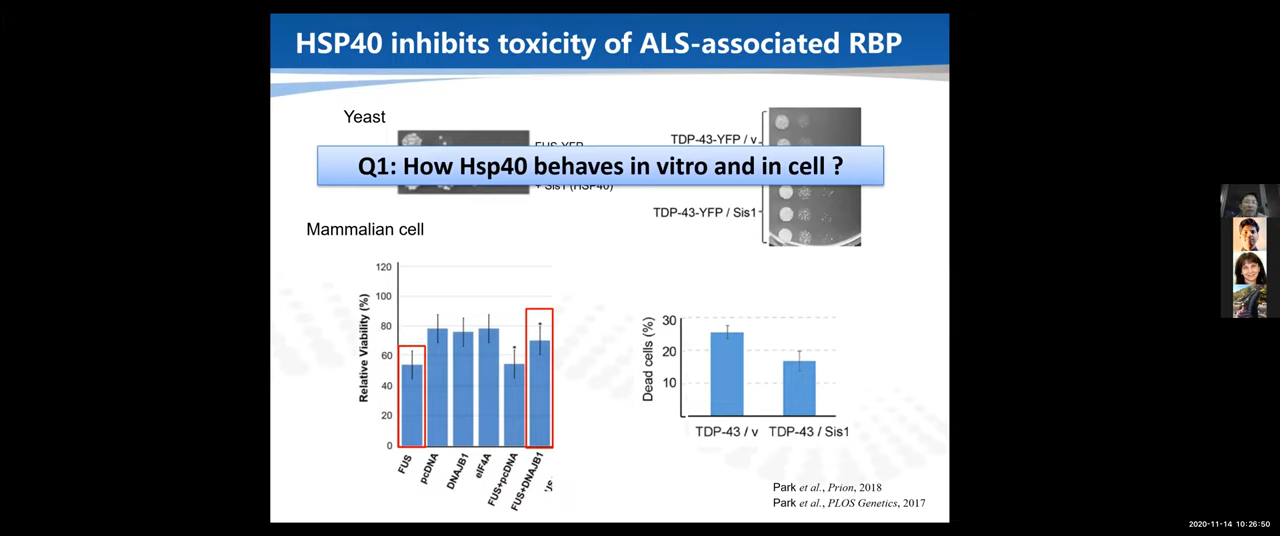 HSP40 inhibits toxicity of ALS-associated RBP
Yeast
FUS-YFP
TDP-43-YFP / v
Q1: How Hsp40 behaves in vitro and in cell ?
+ Sis1 (HSP40)
TDP-43-YFP / Sis1
Mammalian cell
120
100
80
60
40
20
0
Relative Viability (%)
FUS
pcDNA
DNAJB1
eIF4A
FUS+pcDNA
FUS+DNAJB1
30
20
10
Dead cells (%)
TDP-43 / v
TDP-43 / Sis1
Park et al., Prion, 2018
Park et al., PLOS Genetics, 2017
2020-11-14 10:26:50